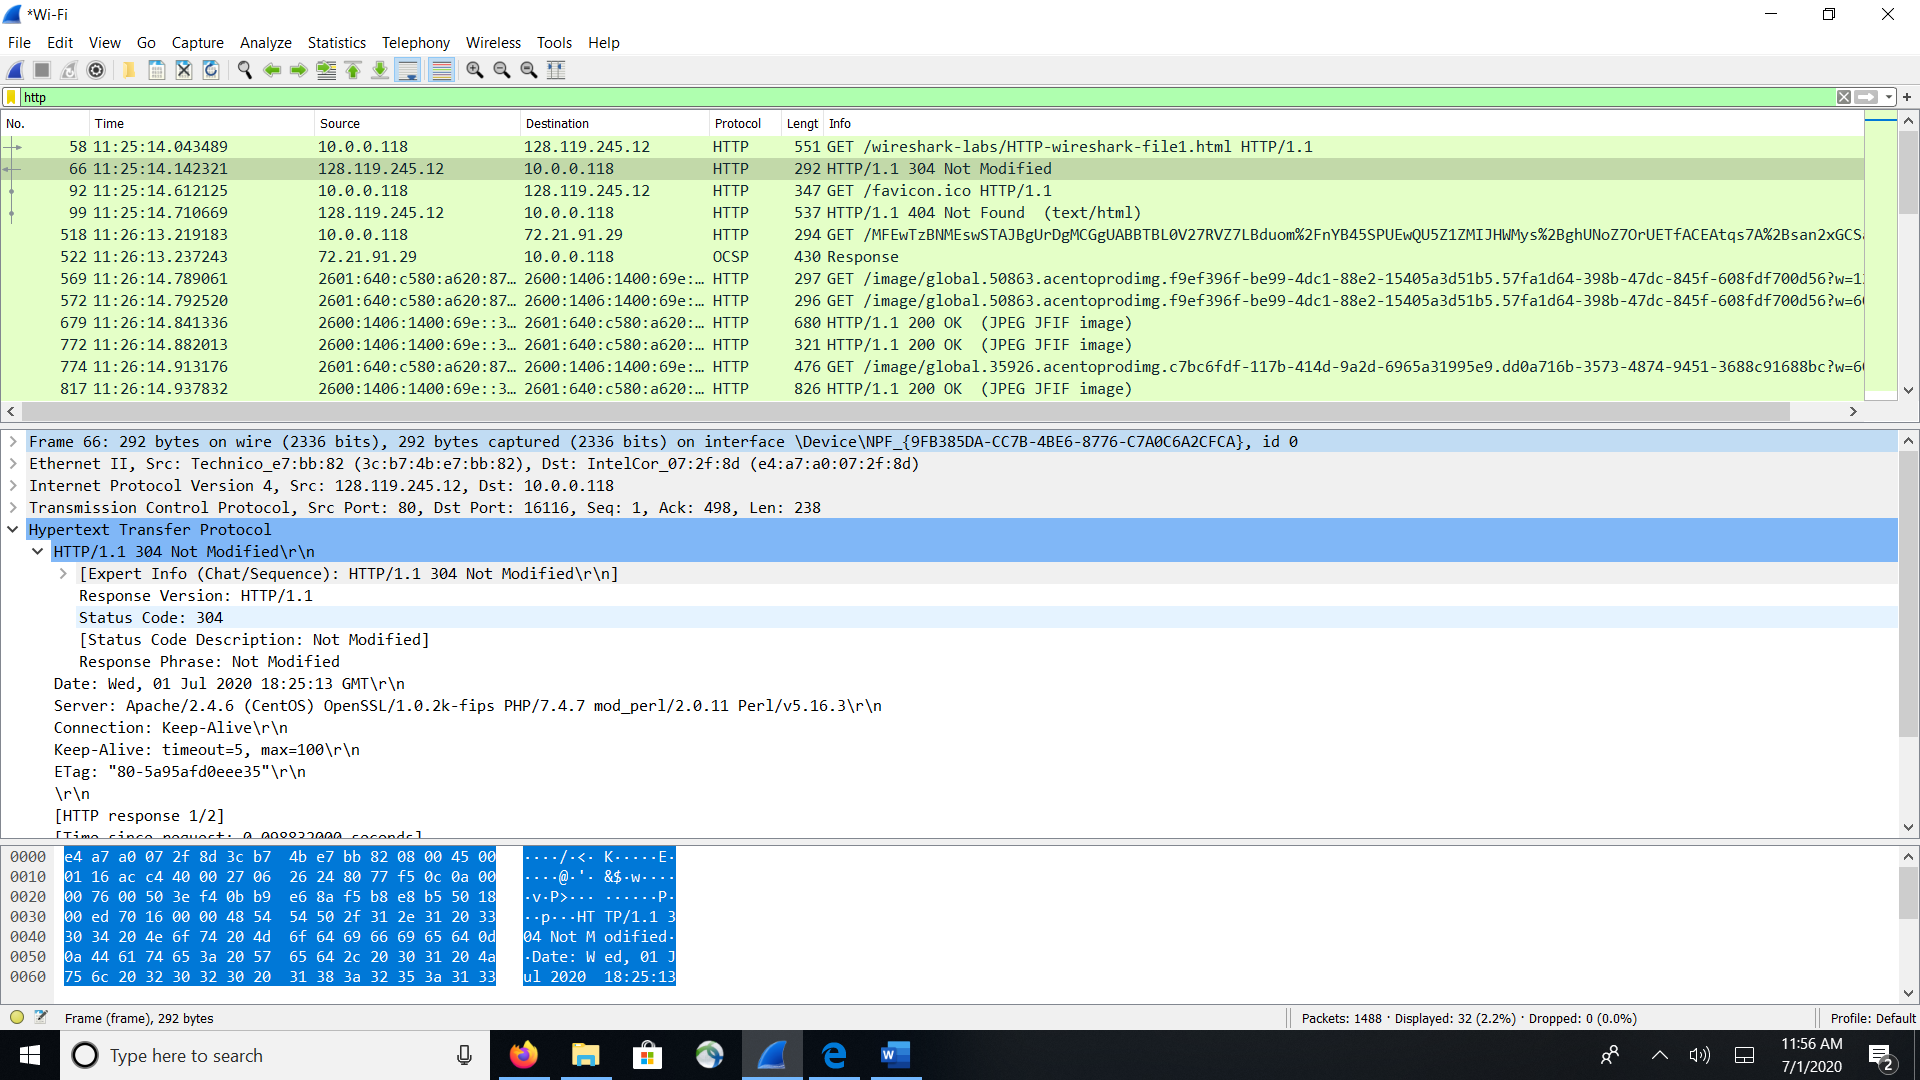 *Wi-Fi
File Edit View Go Capture Analyze Statistics Telephony Wireless Tools Help
http
No. Time Source Destination Protocol Lengt Info
58 11:25:14.043489 10.0.0.118 128.119.245.12 HTTP 551 GET /wireshark-labs/HTTP-wireshark-file1.html HTTP/1.1
66 11:25:14.142321 128.119.245.12 10.0.0.118 HTTP 292 HTTP/1.1 304 Not Modified
92 11:25:14.612125 10.0.0.118 128.119.245.12 HTTP 347 GET /favicon.ico HTTP/1.1
99 11:25:14.710669 128.119.245.12 10.0.0.118 HTTP 537 HTTP/1.1 404 Not Found (text/html)
518 11:26:13.219183 10.0.0.118 72.21.91.29 HTTP 294 GET /MFEwTzBNMEswSTAJBgUrDgMCGgUABBTBL0V27RVZ7LBduom%2FnYB45SPUEwQU5Z1ZMIJHWMys%2BghUNoZ7OrUETfACEAtqs7A%2Bsan2xGCS
522 11:26:13.237243 72.21.91.29 10.0.0.118 OCSP 430 Response
569 11:26:14.789061 2601:640:c580:a620:87… 2600:1406:1400:69e:… HTTP 297 GET /image/global.50863.acentoprodimg.f9ef396f-be99-4dc1-88e2-15405a3d51b5.57fa1d64-398b-47dc-845f-608fdf700d56?w=1
572 11:26:14.792520 2601:640:c580:a620:87… 2600:1406:1400:69e:… HTTP 296 GET /image/global.50863.acentoprodimg.f9ef396f-be99-4dc1-88e2-15405a3d51b5.57fa1d64-398b-47dc-845f-608fdf700d56?w=6
679 11:26:14.841336 2600:1406:1400:69e::3… 2601:640:c580:a620:… HTTP 680 HTTP/1.1 200 OK (JPEG JFIF image)
772 11:26:14.882013 2600:1406:1400:69e::3… 2601:640:c580:a620:… HTTP 321 HTTP/1.1 200 OK (JPEG JFIF image)
774 11:26:14.913176 2601:640:c580:a620:87… 2600:1406:1400:69e:… HTTP 476 GET /image/global.35926.acentoprodimg.c7bc6fdf-117b-414d-9a2d-6965a31995e9.dd0a716b-3573-4874-9451-3688c91688bc?w=6
817 11:26:14.937832 2600:1406:1400:69e::3… 2601:640:c580:a620:… HTTP 826 HTTP/1.1 200 OK (JPEG JFIF image)
Frame 66: 292 bytes on wire (2336 bits), 292 bytes captured (2336 bits) on interface \Device\NPF_{9FB385DA-CC7B-4BE6-8776-C7A0C6A2CFCA}, id 0
Ethernet II, Src: Technico_e7:bb:82 (3c:b7:4b:e7:bb:82), Dst: IntelCor_07:2f:8d (e4:a7:a0:07:2f:8d)
Internet Protocol Version 4, Src: 128.119.245.12, Dst: 10.0.0.118
Transmission Control Protocol, Src Port: 80, Dst Port: 16116, Seq: 1, Ack: 498, Len: 238
Hypertext Transfer Protocol
HTTP/1.1 304 Not Modified\r\n
[Expert Info (Chat/Sequence): HTTP/1.1 304 Not Modified\r\n]
Response Version: HTTP/1.1
Status Code: 304
[Status Code Description: Not Modified]
Response Phrase: Not Modified
Date: Wed, 01 Jul 2020 18:25:13 GMT\r\n
Server: Apache/2.4.6 (CentOS) OpenSSL/1.0.2k-fips PHP/7.4.7 mod_perl/2.0.11 Perl/v5.16.3\r\n
Connection: Keep-Alive\r\n
Keep-Alive: timeout=5, max=100\r\n
ETag: "80-5a95afd0eee35"\r\n
\r\n
[HTTP response 1/2]
[Time since request: 0.098832000 seconds]
0000 e4 a7 a0 07 2f 8d 3c b7 4b e7 bb 82 08 00 45 00 ····/·<· K·····E·
0010 01 16 ac c4 40 00 27 06 26 24 80 77 f5 0c 0a 00 ····@·'· &$·w····
0020 00 76 00 50 3e f4 0b b9 e6 8a f5 b8 e8 b5 50 18 ·v·P>··· ······P·
0030 00 ed 70 16 00 00 48 54 54 50 2f 31 2e 31 20 33 ··p···HT TP/1.1 3
0040 30 34 20 4e 6f 74 20 4d 6f 64 69 66 69 65 64 0d 04 Not M odified·
0050 0a 44 61 74 65 3a 20 57 65 64 2c 20 30 31 20 4a ·Date: W ed, 01 J
0060 75 6c 20 32 30 32 30 20 31 38 3a 32 35 3a 31 33 ul 2020 18:25:13
Frame (frame), 292 bytes
Packets: 1488 · Displayed: 32 (2.2%) · Dropped: 0 (0.0%)
Profile: Default
Type here to search
11:56 AM
7/1/2020
2